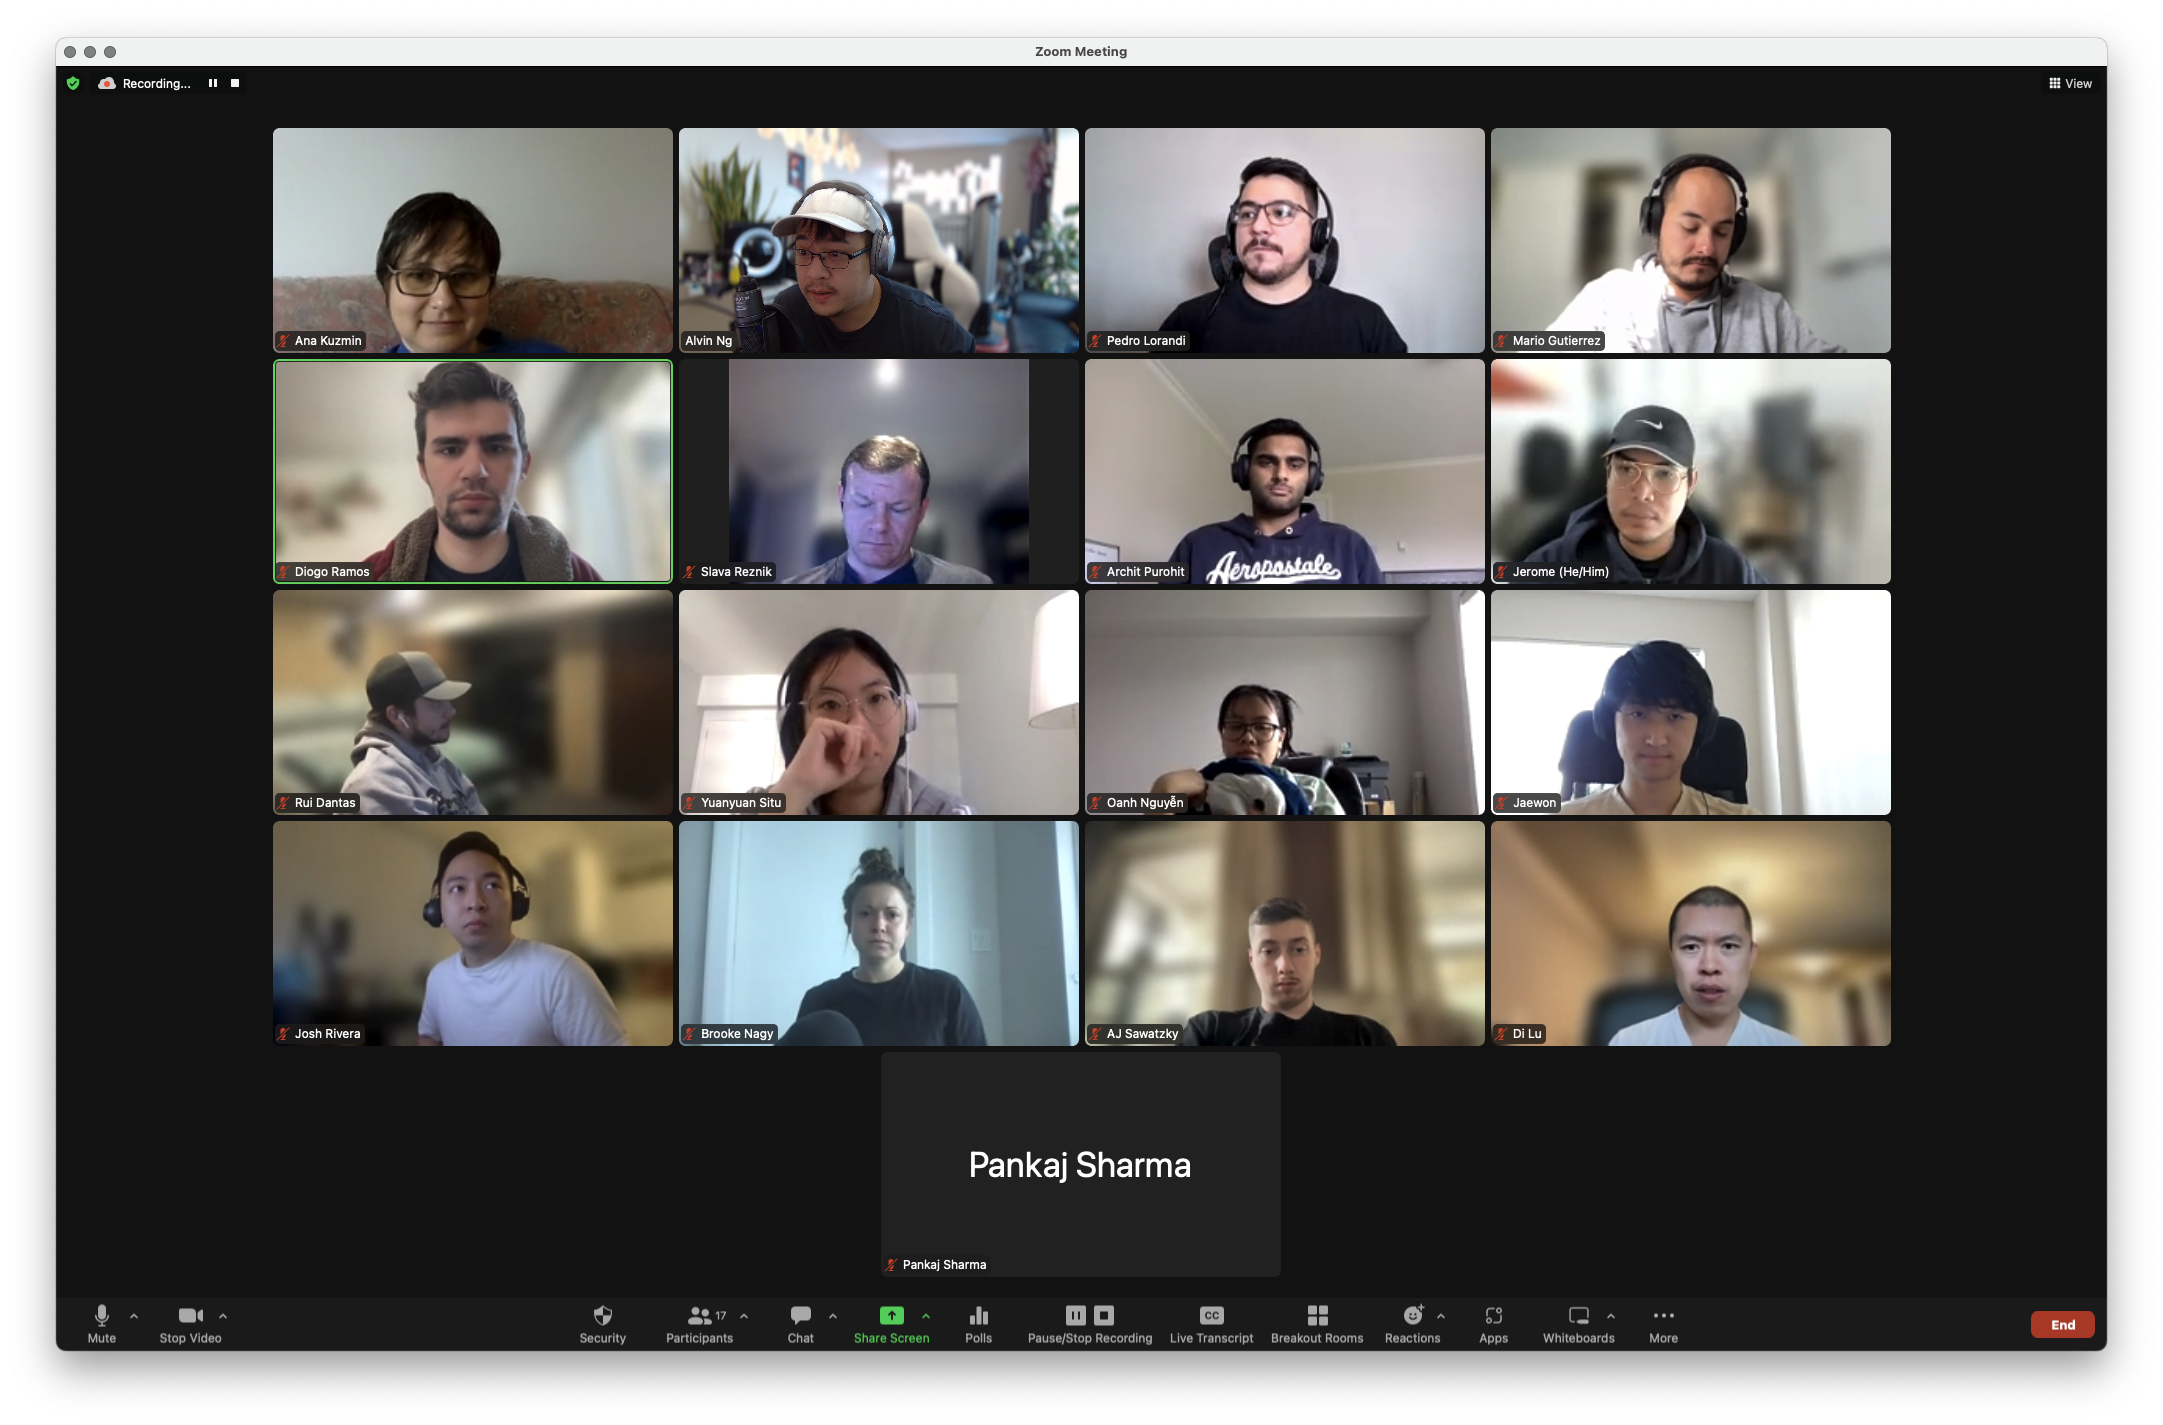 Zoom Meeting
Recording...
View
Ana Kuzmin
Alvin Ng
Pedro Lorandi
Mario Gutierrez
Diogo Ramos
Slava Reznik
Archit Purohit
Aéropostale
Jerome (He/Him)
Rui Dantas
Yuanyuan Situ
Oanh Nguyễn
Jaewon
Josh Rivera
Brooke Nagy
AJ Sawatzky
Di Lu
Pankaj Sharma
Pankaj Sharma
Mute
Stop Video
Security
17
Participants
Chat
Share Screen
Polls
Pause/Stop Recording
CC
Live Transcript
Breakout Rooms
Reactions
Apps
Whiteboards
More
End